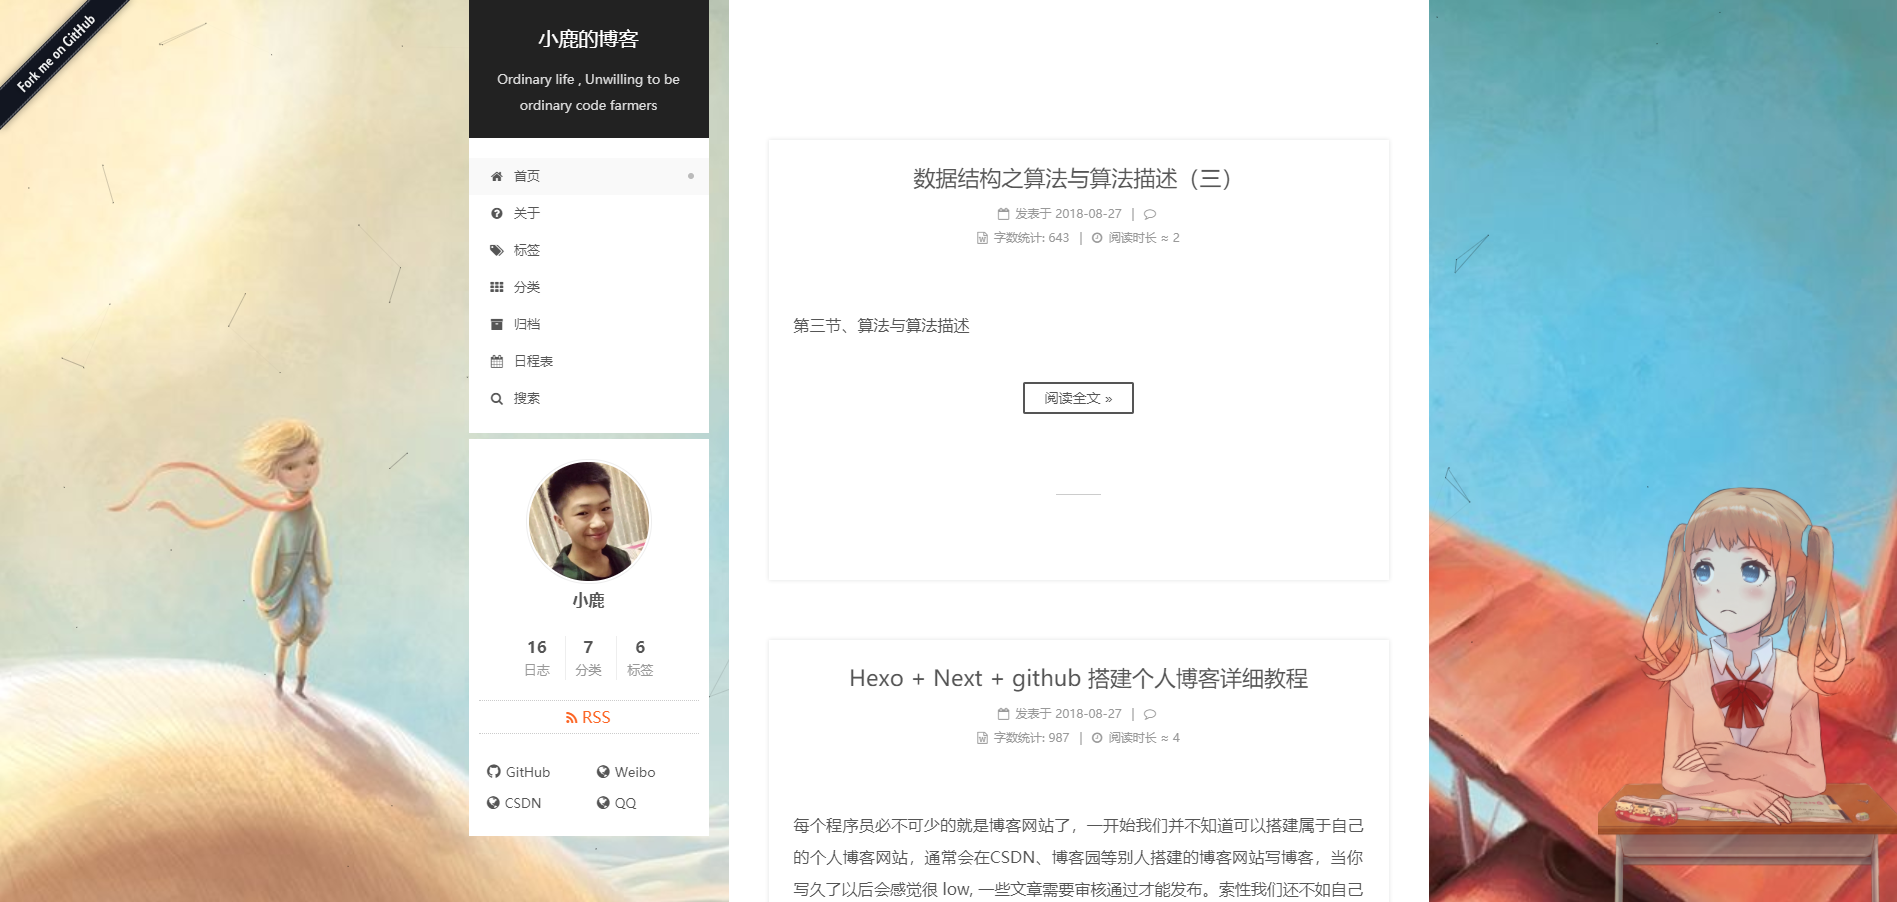 Fork me on GitHub
小鹿的博客
Ordinary life , Unwilling to be
ordinary code farmers
首页
关于
标签
分类
归档
日程表
搜索
小鹿
16 7 6
日志 分类 标签
RSS
GitHub Weibo
CSDN QQ
数据结构之算法与算法描述（三）
发表于 2018-08-27 |
字数统计: 643 | 阅读时长 ≈ 2
第三节、算法与算法描述
阅读全文 »
Hexo + Next + github 搭建个人博客详细教程
发表于 2018-08-27 |
字数统计: 987 | 阅读时长 ≈ 4
每个程序员必不可少的就是博客网站了，一开始我们并不知道可以搭建属于自己
的个人博客网站，通常会在CSDN、博客园等别人搭建的博客网站写博客，当你
写久了以后会感觉很 low, 一些文章需要审核通过才能发布。索性我们还不如自己